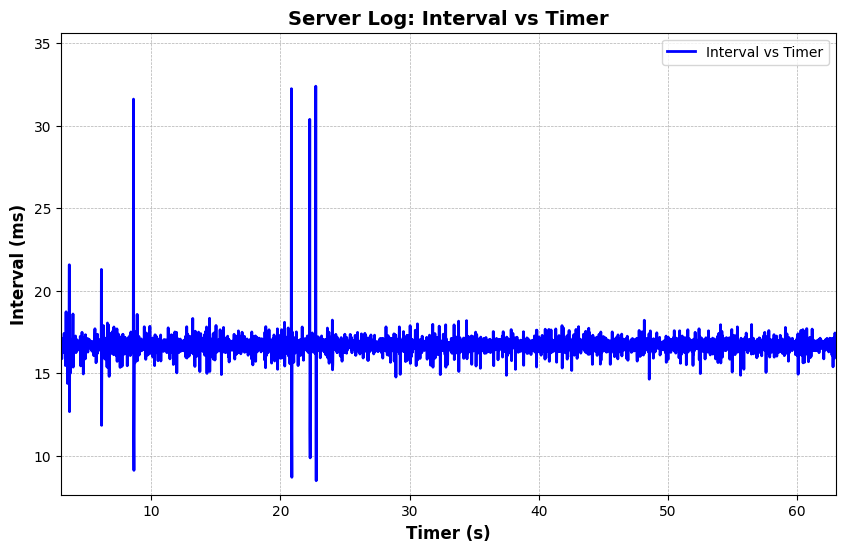 Server Log: Interval vs Timer
Interval vs Timer
35
30
25
20
15
10
Interval (ms)
10 20 30 40 50 60
Timer (s)